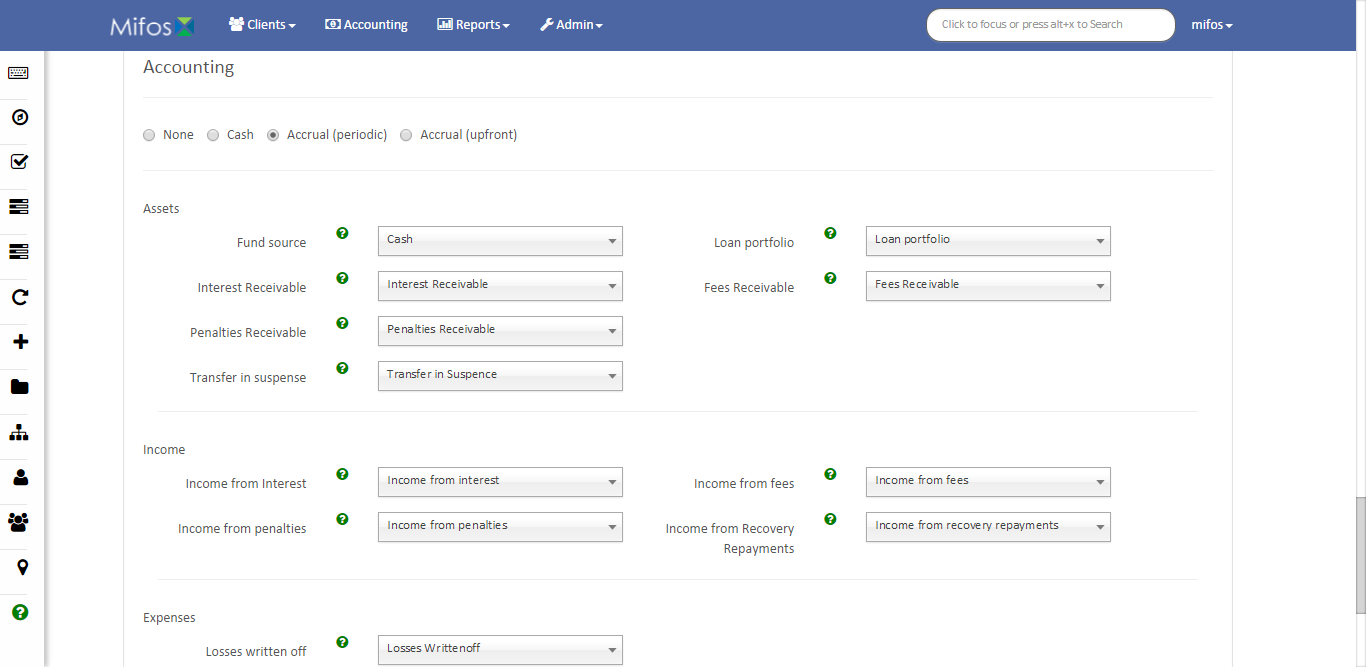 Mifos Clients Accounting Reports Admin Click to focus or press alt+x to Search mifos
Accounting
None Cash Accrual (periodic) Accrual (upfront)
Assets
Fund source ? Cash Loan portfolio ? Loan portfolio
Interest Receivable ? Interest Receivable Fees Receivable ? Fees Receivable
Penalties Receivable ? Penalties Receivable
Transfer in suspense ? Transfer in Suspence
Income
Income from Interest ? Income from interest Income from fees ? Income from fees
Income from penalties ? Income from penalties Income from Recovery ? Income from recovery repayments
Repayments
Expenses
Losses written off ? Losses Writtenoff
?